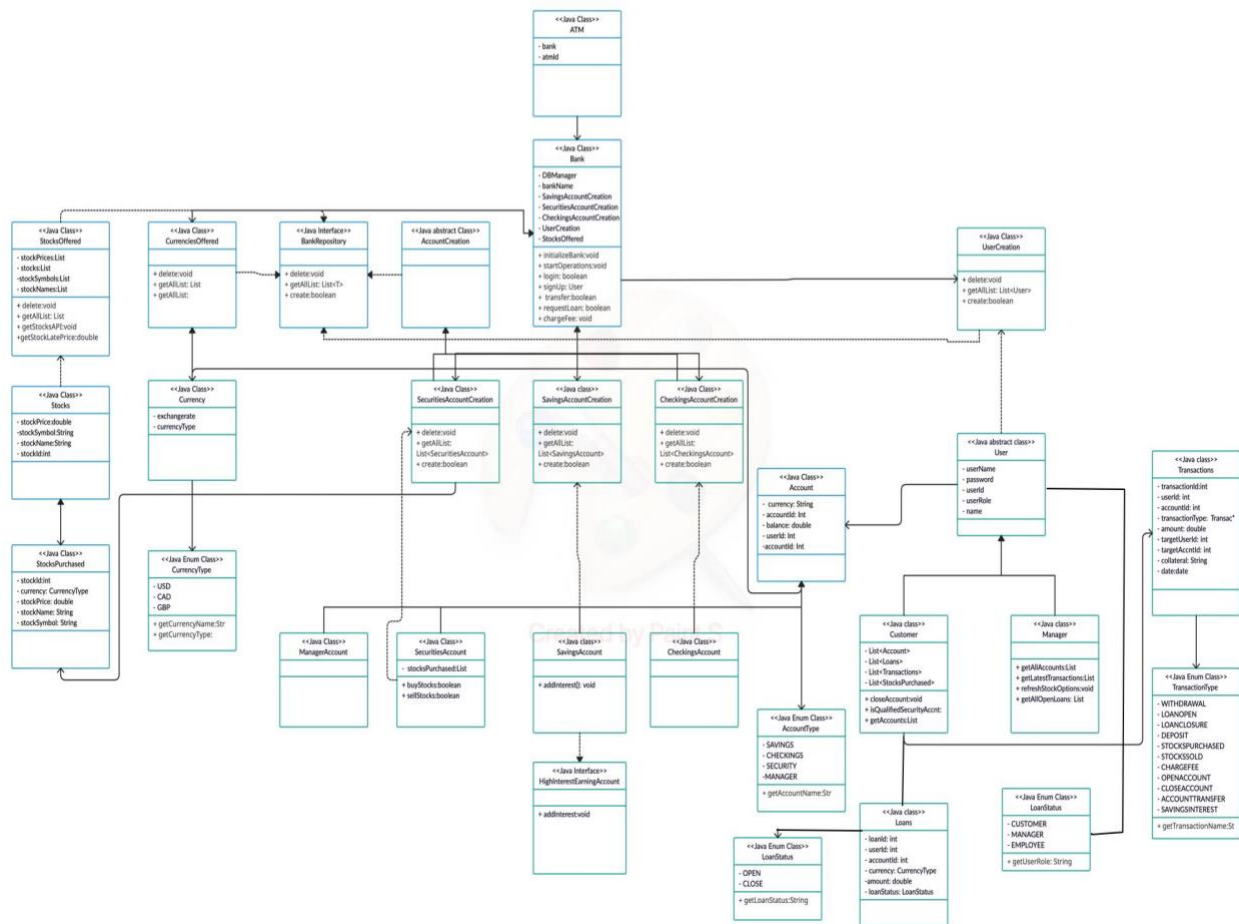 <<Java Class>>
ATM
- bank
- atmid
<<Java Class>>
Bank
- DBManager
- bankName
- SavingsAccountCreation
- SecuritiesAccountCreation
- CheckingsAccountCreation
- UserCreation
- StocksOffered
+ initializeBank:void
+ startOperations:void
+ login: boolean
+ signUp: User
+ transfer:boolean
+ requestLoan: boolean
+ chargeFee: void
<<Java Class>>
StocksOffered
- stockPrices:List
- stocks:List
-stockSymbols:List
- stockNames:List
+ delete:void
+ getAllList: List
+ getStocksAPI:void
+getStockLatePrice:double
<<Java Class>>
CurrenciesOffered
+ delete:void
+ getAllList: List
+ getAllList:
<<Java Interface>>
BankRepository
+ delete:void
+ getAllList: List<T>
+ create:boolean
<<Java abstract Class>>
AccountCreation
<<Java Class>>
UserCreation
+ delete:void
+ getAllList: List<User>
+ create:boolean
<<Java Class>>
Stocks
- stockPrice:double
-stockSymbol:String
- stockName:String
- stockId:int
<<Java Class>>
Currency
- exchangerate
- currencyType
<<Java Class>>
SecuritiesAccountCreation
+ delete:void
+ getAllList:
List<SecuritiesAccount>
+ create:boolean
<<Java class>>
SavingsAccountCreation
+ delete:void
+ getAllList:
List<SavingsAccount>
+ create:boolean
<<Java Class>>
CheckingsAccountCreation
+ delete:void
+ getAllList:
List<CheckingsAccount>
+ create:boolean
<<Java abstract class>>
User
- userName
- password
- userId
- userRole
- name
<<Java class>>
Transactions
- transactionId:int
- userId: int
- accountId: int
- transactionType: Transac*
- amount: double
- targetUserId: int
- targetAccntId: int
- collateral: String
- date:date
<<Java Class>>
Account
- currency: String
- accountId: Int
- balance: double
- userId: Int
-accountId: Int
<<Java Class>>
StocksPurchased
- stockId:int
- currency: CurrencyType
- stockPrice: double
- stockName: String
- stockSymbol: String
<<Java Enum Class>>
CurrencyType
- USD
- CAD
- GBP
+ getCurrencyName:Str
+ getCurrencyType:
<<Java Class>>
ManagerAccount
<<Java Class>>
SecuritiesAccount
- stocksPurchased:List
+ buyStocks:boolean
+ sellStocks:boolean
<<Java Class>>
SavingsAccount
+ addInterest(): void
<<Java Class>>
CheckingsAccount
<<Java Class>>
Customer
- List<Account>
- List<Loans>
- List<Transactions>
- List<StocksPurchased>
+ closeAccount:void
+ isQualifiedSecurityAccnt:
+ getAccounts:List
<<Java Class>>
Manager
+ getAllAccounts:List
+ getLatestTransactions:List
+ refreshStockOptions:void
+ getAllOpenLoans: List
<<Java Enum Class>>
TransactionType
- WITHDRAWAL
- LOANOPEN
- LOANCLOSURE
- DEPOSIT
- STOCKSPURCHASED
- STOCKSSOLD
- CHARGEFEE
- OPENACCOUNT
- CLOSEACCOUNT
- ACCOUNTTRANSFER
- SAVINGSINTEREST
+ getTransactionName:St
<<Java Enum Class>>
AccountType
- SAVINGS
- CHECKINGS
- SECURITY
-MANAGER
+ getAccountName:Str
<<Java Interface>>
HighInterestEarningAccount
+ addInterest:void
<<Java Enum Class>>
LoanStatus
- CUSTOMER
- MANAGER
- EMPLOYEE
+ getUserRole: String
<<Java class>>
Loans
- loanId: int
- userId: int
- accountId: int
- currency: CurrencyType
-amount: double
- loanStatus: LoanStatus
<<Java Enum Class>>
LoanStatus
- OPEN
- CLOSE
+ getLoanStatus:String
Created by Paint S